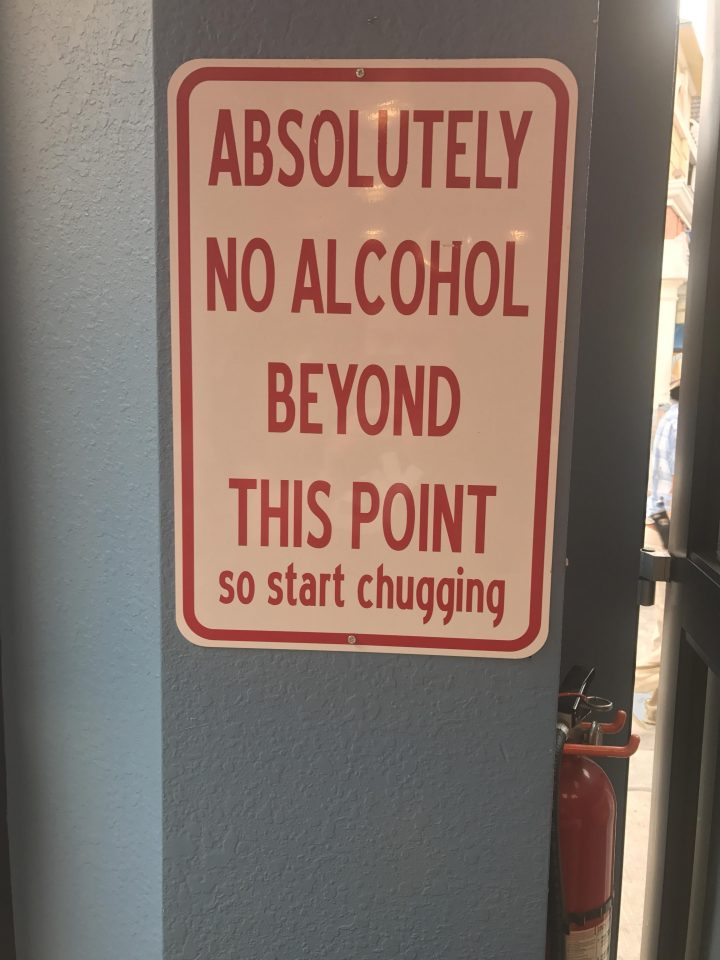 ABSOLUTELY
NO ALCOHOL
BEYOND
THIS POINT
so start chugging